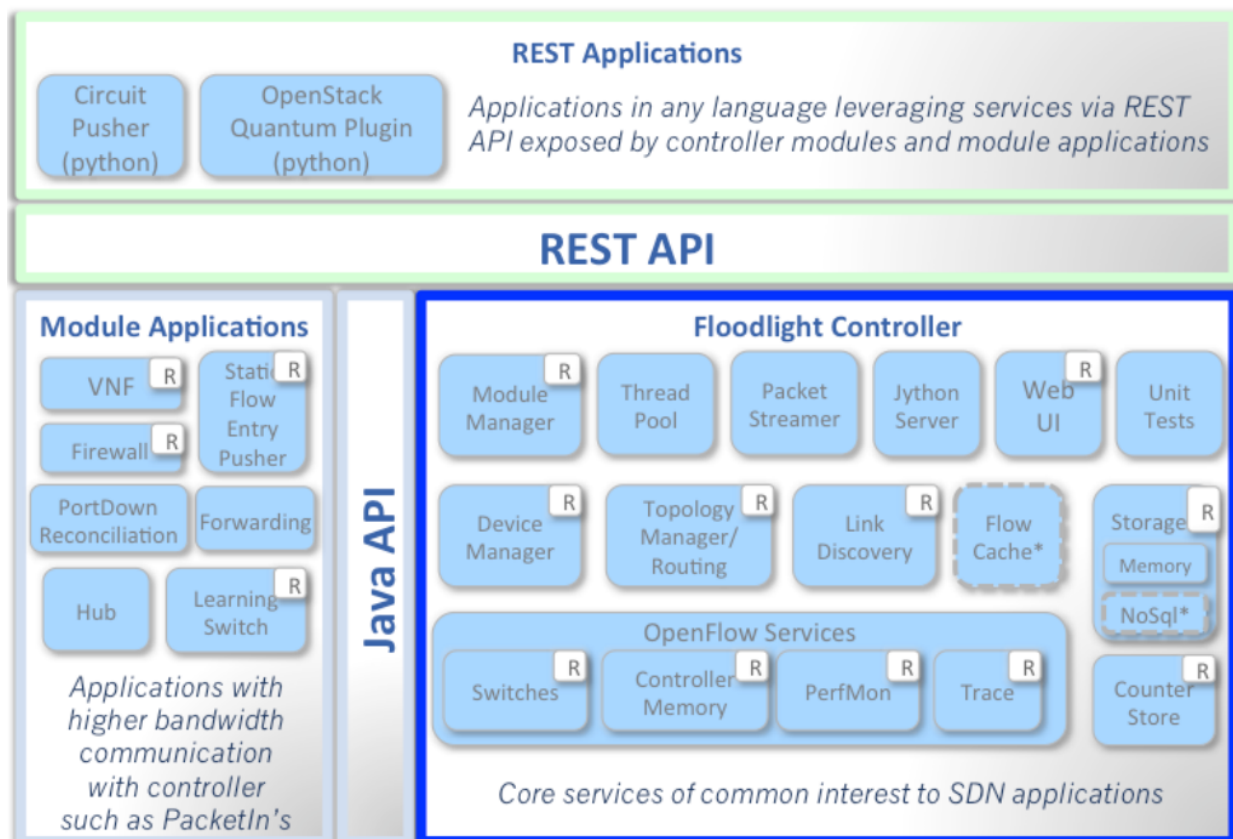 REST Applications
Circuit
Pusher
(python)
OpenStack
Quantum Plugin
(python)
Applications in any language leveraging services via REST
API exposed by controller modules and module applications
REST API
Module Applications
VNF
R
Static
Flow
Entry
Pusher
R
Firewall
R
PortDown
Reconciliation
Forwarding
Hub
Learning
Switch
R
Applications with
higher bandwidth
communication
with controller
such as PacketIn's
Java API
Floodlight Controller
Module
Manager
R
Thread
Pool
Packet
Streamer
Jython
Server
Web
UI
R
Unit
Tests
Device
Manager
R
Topology
Manager/
Routing
R
Link
Discovery
R
Flow
Cache*
Storage
R
Memory
NoSql*
OpenFlow Services
Switches
R
Controller
Memory
R
PerfMon
R
Trace
R
Counter
Store
R
Core services of common interest to SDN applications